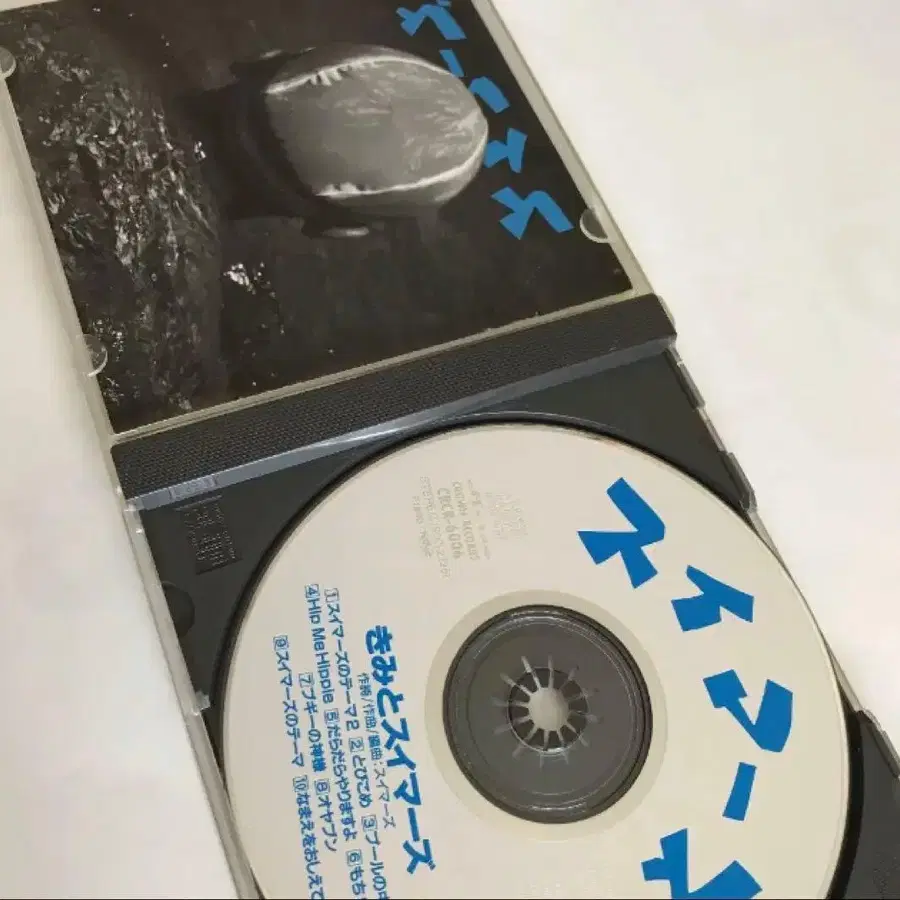 スイマーズ
スイマーズ
CROWN RECORD
CRCR-6006
きみとスイマーズ
作詞/作曲/編曲:スイマーズ
1スイマーズのテーマ2 2とびこめ 3プールの
4Hip Me Hippie 5だらだらやりますよ 6もち
7ブギーの神様 8オヤブン
9スイマーズのテーマ 10なまえをおしえて